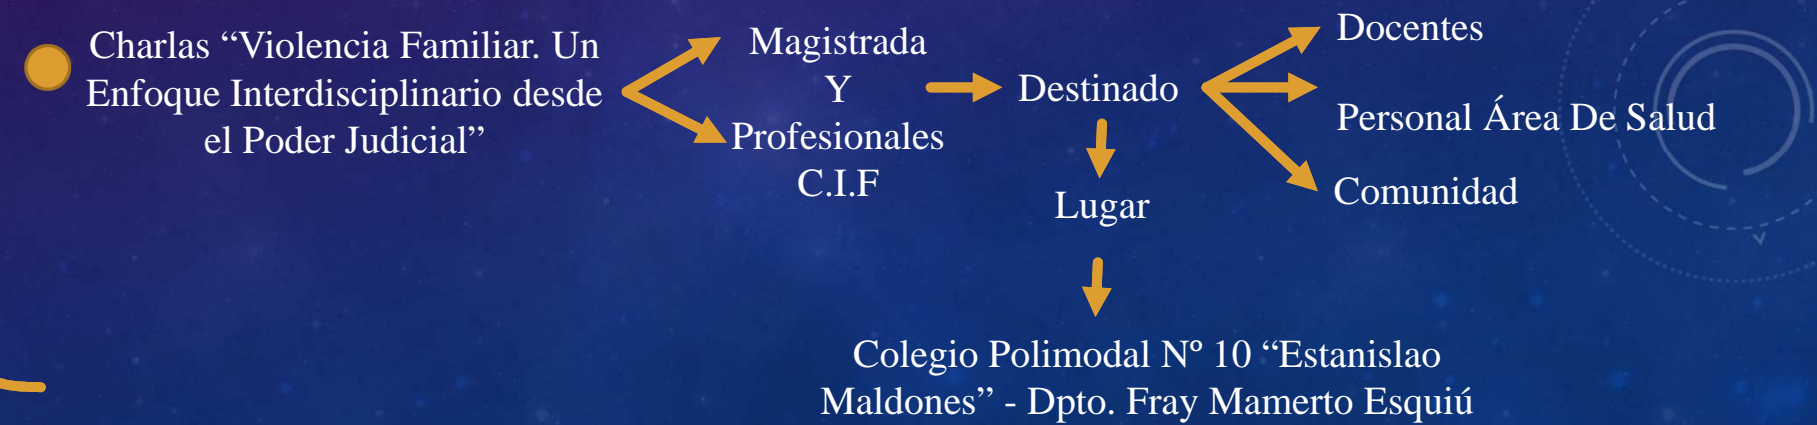 Charlas “Violencia Familiar. Un
Enfoque Interdisciplinario desde
el Poder Judicial”
Magistrada
Y
Profesionales
C.I.F
Destinado
Docentes
Personal Área De Salud
Comunidad
Lugar
Colegio Polimodal Nº 10 “Estanislao
Maldones” - Dpto. Fray Mamerto Esquiú